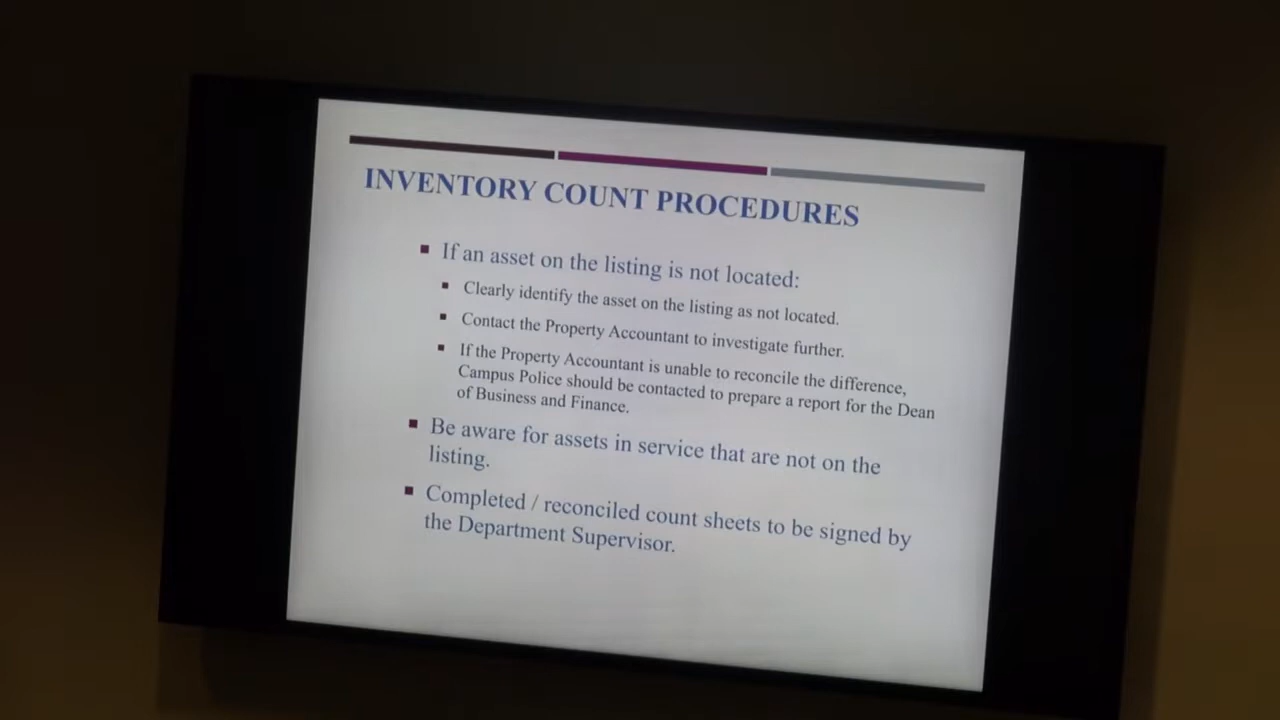 INVENTORY COUNT PROCEDURES
If an asset on the listing is not located:
Clearly identify the asset on the listing as not located.
Contact the Property Accountant to investigate further.
If the Property Accountant is unable to reconcile the difference,
Campus Police should be contacted to prepare a report for the Dean
of Business and Finance.
Be aware for assets in service that are not on the
listing.
Completed / reconciled count sheets to be signed by
the Department Supervisor.